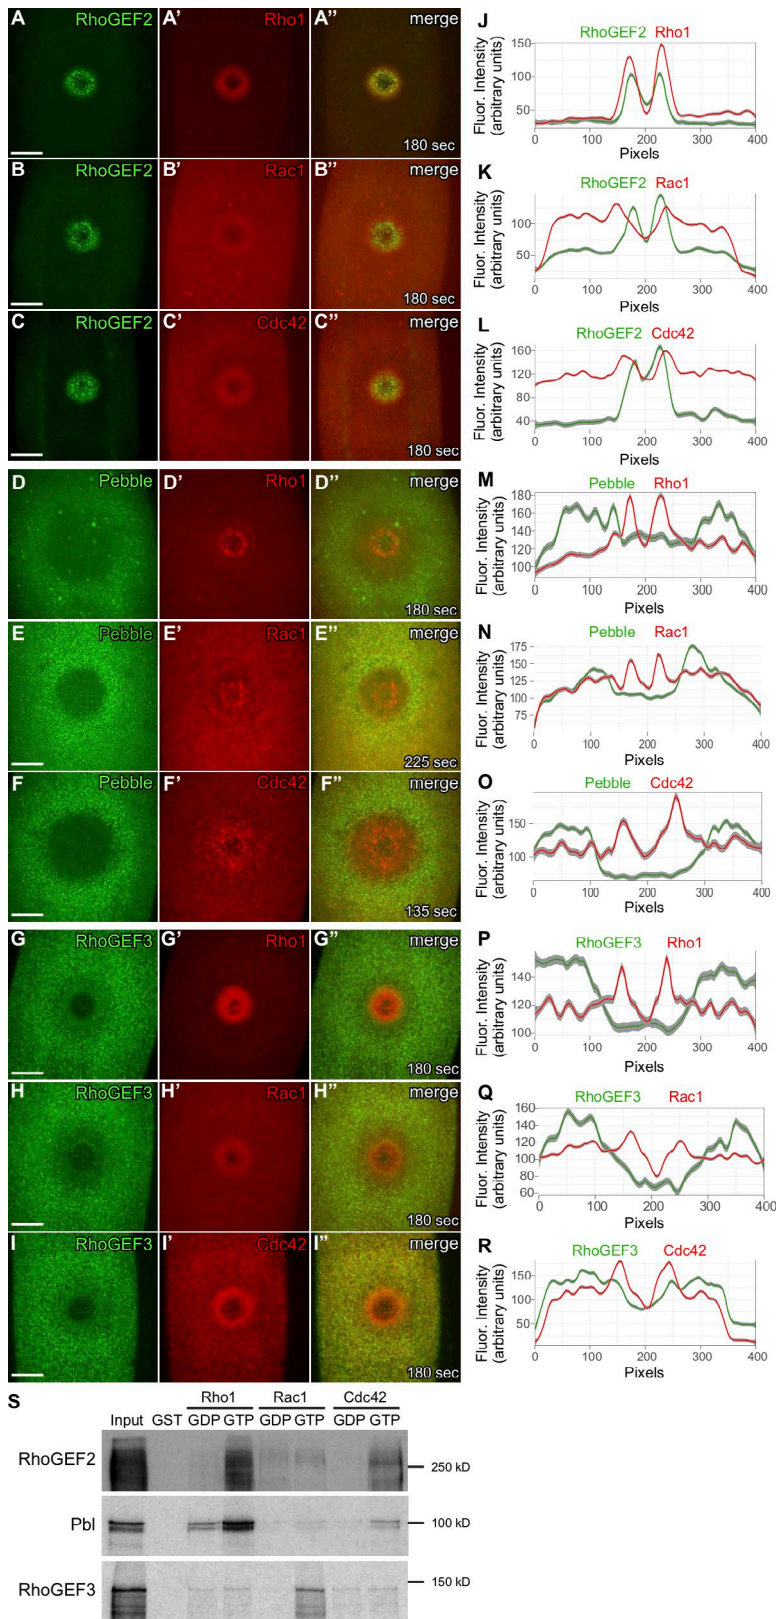 A RhoGEF2 A’ Rho1 A” merge
180 sec
B RhoGEF2 B’ Rac1 B” merge
180 sec
C RhoGEF2 C’ Cdc42 C” merge
180 sec
D Pebble D’ Rho1 D” merge
180 sec
E Pebble E’ Rac1 E” merge
225 sec
F Pebble F’ Cdc42 F” merge
135 sec
G RhoGEF3 G’ Rho1 G” merge
180 sec
H RhoGEF3 H’ Rac1 H” merge
180 sec
I RhoGEF3 I’ Cdc42 I” merge
180 sec
J
RhoGEF2 Rho1
Fluor. Intensity
(arbitrary units)
150
100
50
0 100 200 300 400
Pixels
K
RhoGEF2 Rac1
Fluor. Intensity
(arbitrary units)
100
50
0 100 200 300 400
Pixels
L
RhoGEF2 Cdc42
Fluor. Intensity
(arbitrary units)
160
120
80
40
0 100 200 300 400
Pixels
M
Pebble Rho1
Fluor. Intensity
(arbitrary units)
180
160
140
120
100
0 100 200 300 400
Pixels
N
Pebble Rac1
Fluor. Intensity
(arbitrary units)
175
150
125
100
75
0 100 200 300 400
Pixels
O
Pebble Cdc42
Fluor. Intensity
(arbitrary units)
150
100
0 100 200 300 400
Pixels
P
RhoGEF3 Rho1
Fluor. Intensity
(arbitrary units)
140
120
100
0 100 200 300 400
Pixels
Q
RhoGEF3 Rac1
Fluor. Intensity
(arbitrary units)
160
140
120
100
80
60
0 100 200 300 400
Pixels
R
RhoGEF3 Cdc42
Fluor. Intensity
(arbitrary units)
150
100
50
0 100 200 300 400
Pixels
S
Rho1 Rac1 Cdc42
Input GST GDP GTP GDP GTP GDP GTP
RhoGEF2
250 kD
Pbl
100 kD
150 kD
RhoGEF3